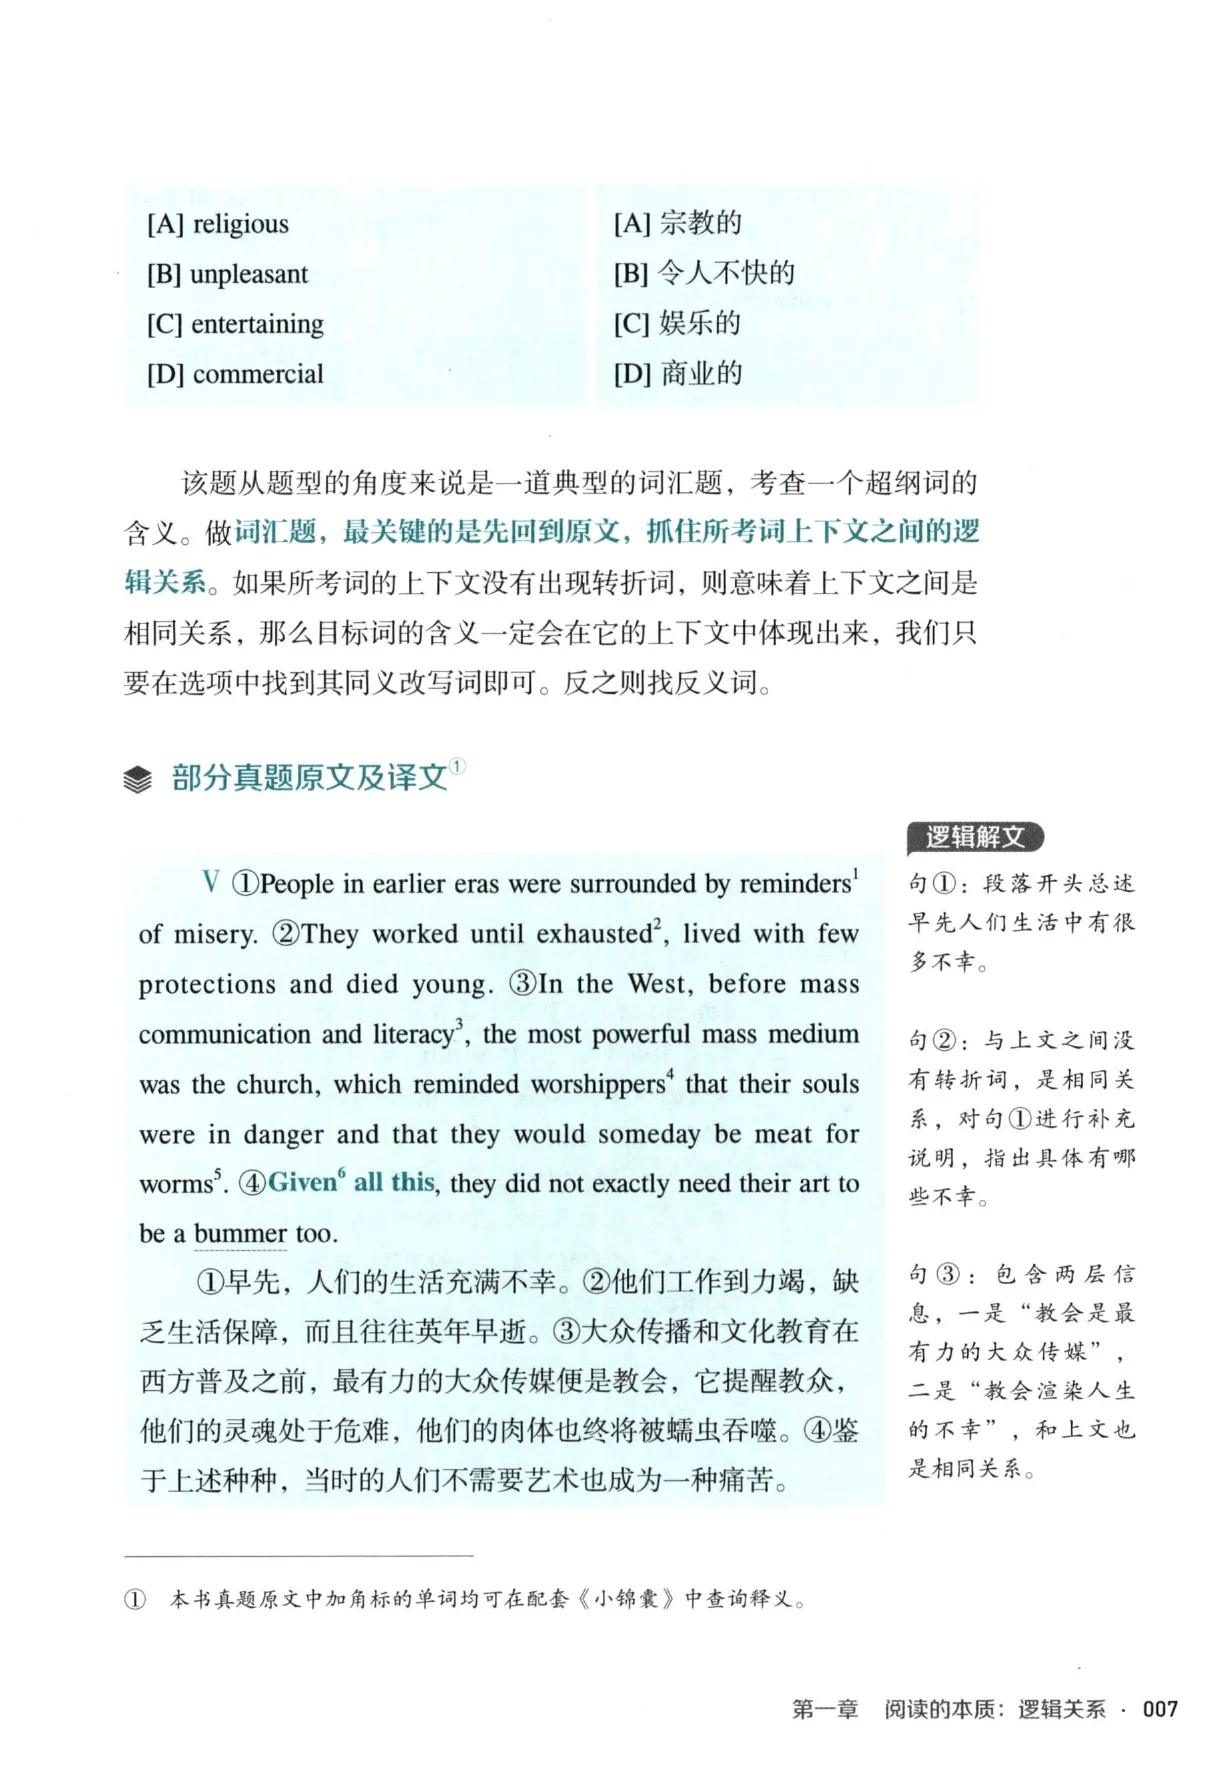 [A] religious
[B] unpleasant
[C] entertaining
[D] commercial
[A] 宗教的
[B] 令人不快的
[C] 娱乐的
[D] 商业的
该题从题型的角度来说是一道典型的词汇题，考查一个超纲词的
含义。做词汇题，最关键的是先回到原文，抓住所考词上下文之间的逻
辑关系。如果所考词的上下文没有出现转折词，则意味着上下文之间是
相同关系，那么目标词的含义一定会在它的上下文中体现出来，我们只
要在选项中找到其同义改写词即可。反之则找反义词。
部分真题原文及译文①
V ①People in earlier eras were surrounded by reminders¹
of misery. ②They worked until exhausted², lived with few
protections and died young. ③In the West, before mass
communication and literacy³, the most powerful mass medium
was the church, which reminded worshippers⁴ that their souls
were in danger and that they would someday be meat for
worms⁵. ④Given⁶ all this, they did not exactly need their art to
be a bummer too.
①早先，人们的生活充满不幸。②他们工作到力竭，缺
乏生活保障，而且往往英年早逝。③大众传播和文化教育在
西方普及之前，最有力的大众传媒便是教会，它提醒教众，
他们的灵魂处于危难，他们的肉体也终将被蠕虫吞噬。④鉴
于上述种种，当时的人们不需要艺术也成为一种痛苦。
逻辑解文
句①：段落开头总述
早先人们生活中有很
多不幸。
句②：与上文之间没
有转折词，是相同关
系，对句①进行补充
说明，指出具体有哪
些不幸。
句③：包含两层信
息，一是“教会是最
有力的大众传媒”，
二是“教会渲染人生
的不幸”，和上文也
是相同关系。
① 本书真题原文中加角标的单词均可在配套《小锦囊》中查询释义。
第一章 阅读的本质：逻辑关系 · 007